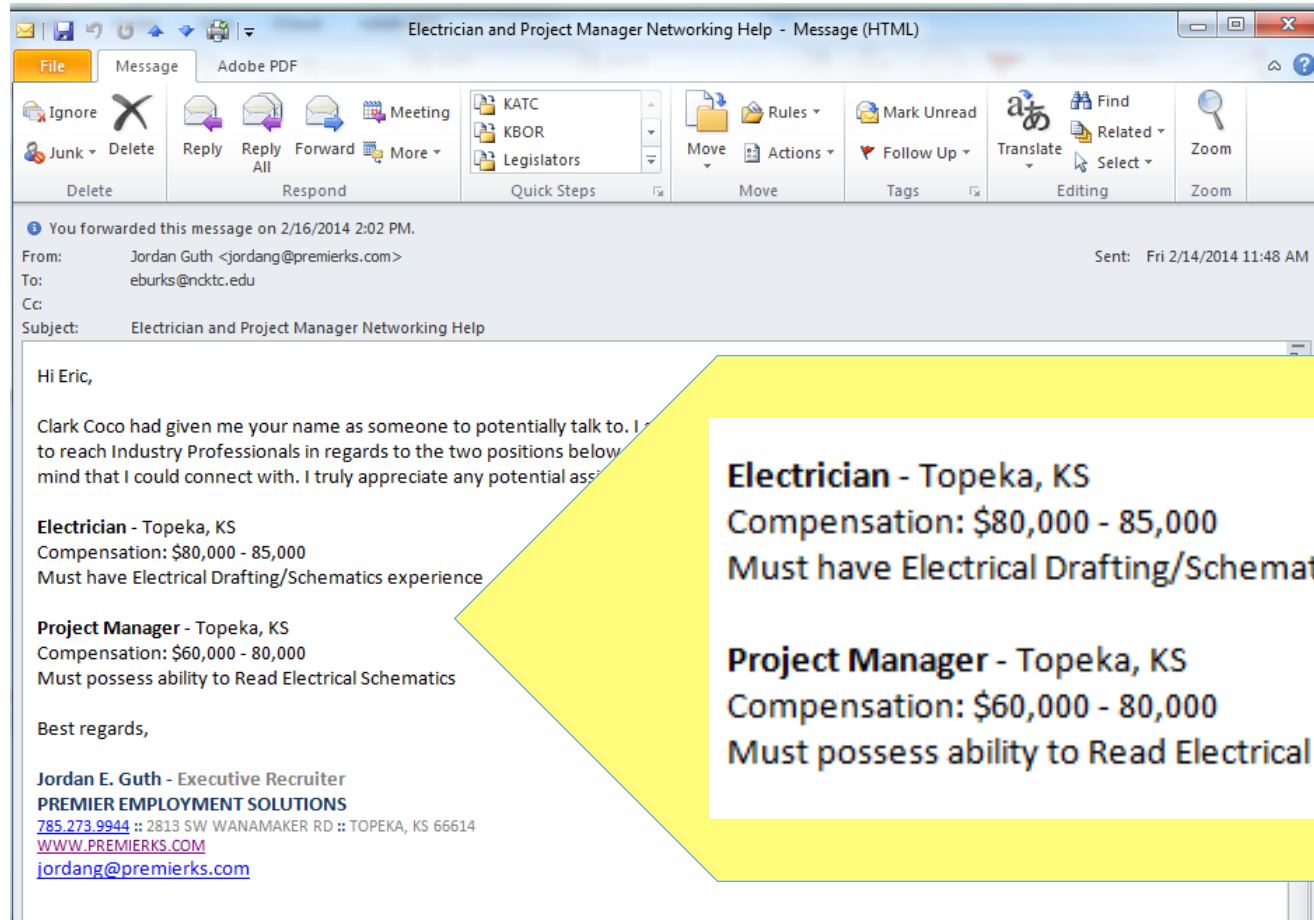 Electrician and Project Manager Networking Help - Message (HTML)
File Message Adobe PDF
Ignore
Junk
Delete
Delete
Reply
Reply All
Forward
Meeting
More
Respond
KATC
KBOR
Legislators
Quick Steps
Move
Rules
Actions
Move
Mark Unread
Follow Up
Tags
Translate
Find
Related
Select
Editing
Zoom
Zoom
You forwarded this message on 2/16/2014 2:02 PM.
From: Jordan Guth <jordang@premierks.com> Sent: Fri 2/14/2014 11:48 AM
To: eburks@ncktc.edu
Cc:
Subject: Electrician and Project Manager Networking Help
Hi Eric,
Clark Coco had given me your name as someone to potentially talk to. I
to reach Industry Professionals in regards to the two positions below
mind that I could connect with. I truly appreciate any potential
Electrician - Topeka, KS
Compensation: $80,000 - 85,000
Must have Electrical Drafting/Schematics experience
Project Manager - Topeka, KS
Compensation: $60,000 - 80,000
Must possess ability to Read Electrical Schematics
Best regards,
Jordan E. Guth - Executive Recruiter
PREMIER EMPLOYMENT SOLUTIONS
785.273.9944 :: 2813 SW WANAMAKER RD :: TOPEKA, KS 66614
WWW.PREMIERKS.COM
jordang@premierks.com
Electrician - Topeka, KS
Compensation: $80,000 - 85,000
Must have Electrical Drafting/Schemat
Project Manager - Topeka, KS
Compensation: $60,000 - 80,000
Must possess ability to Read Electrical